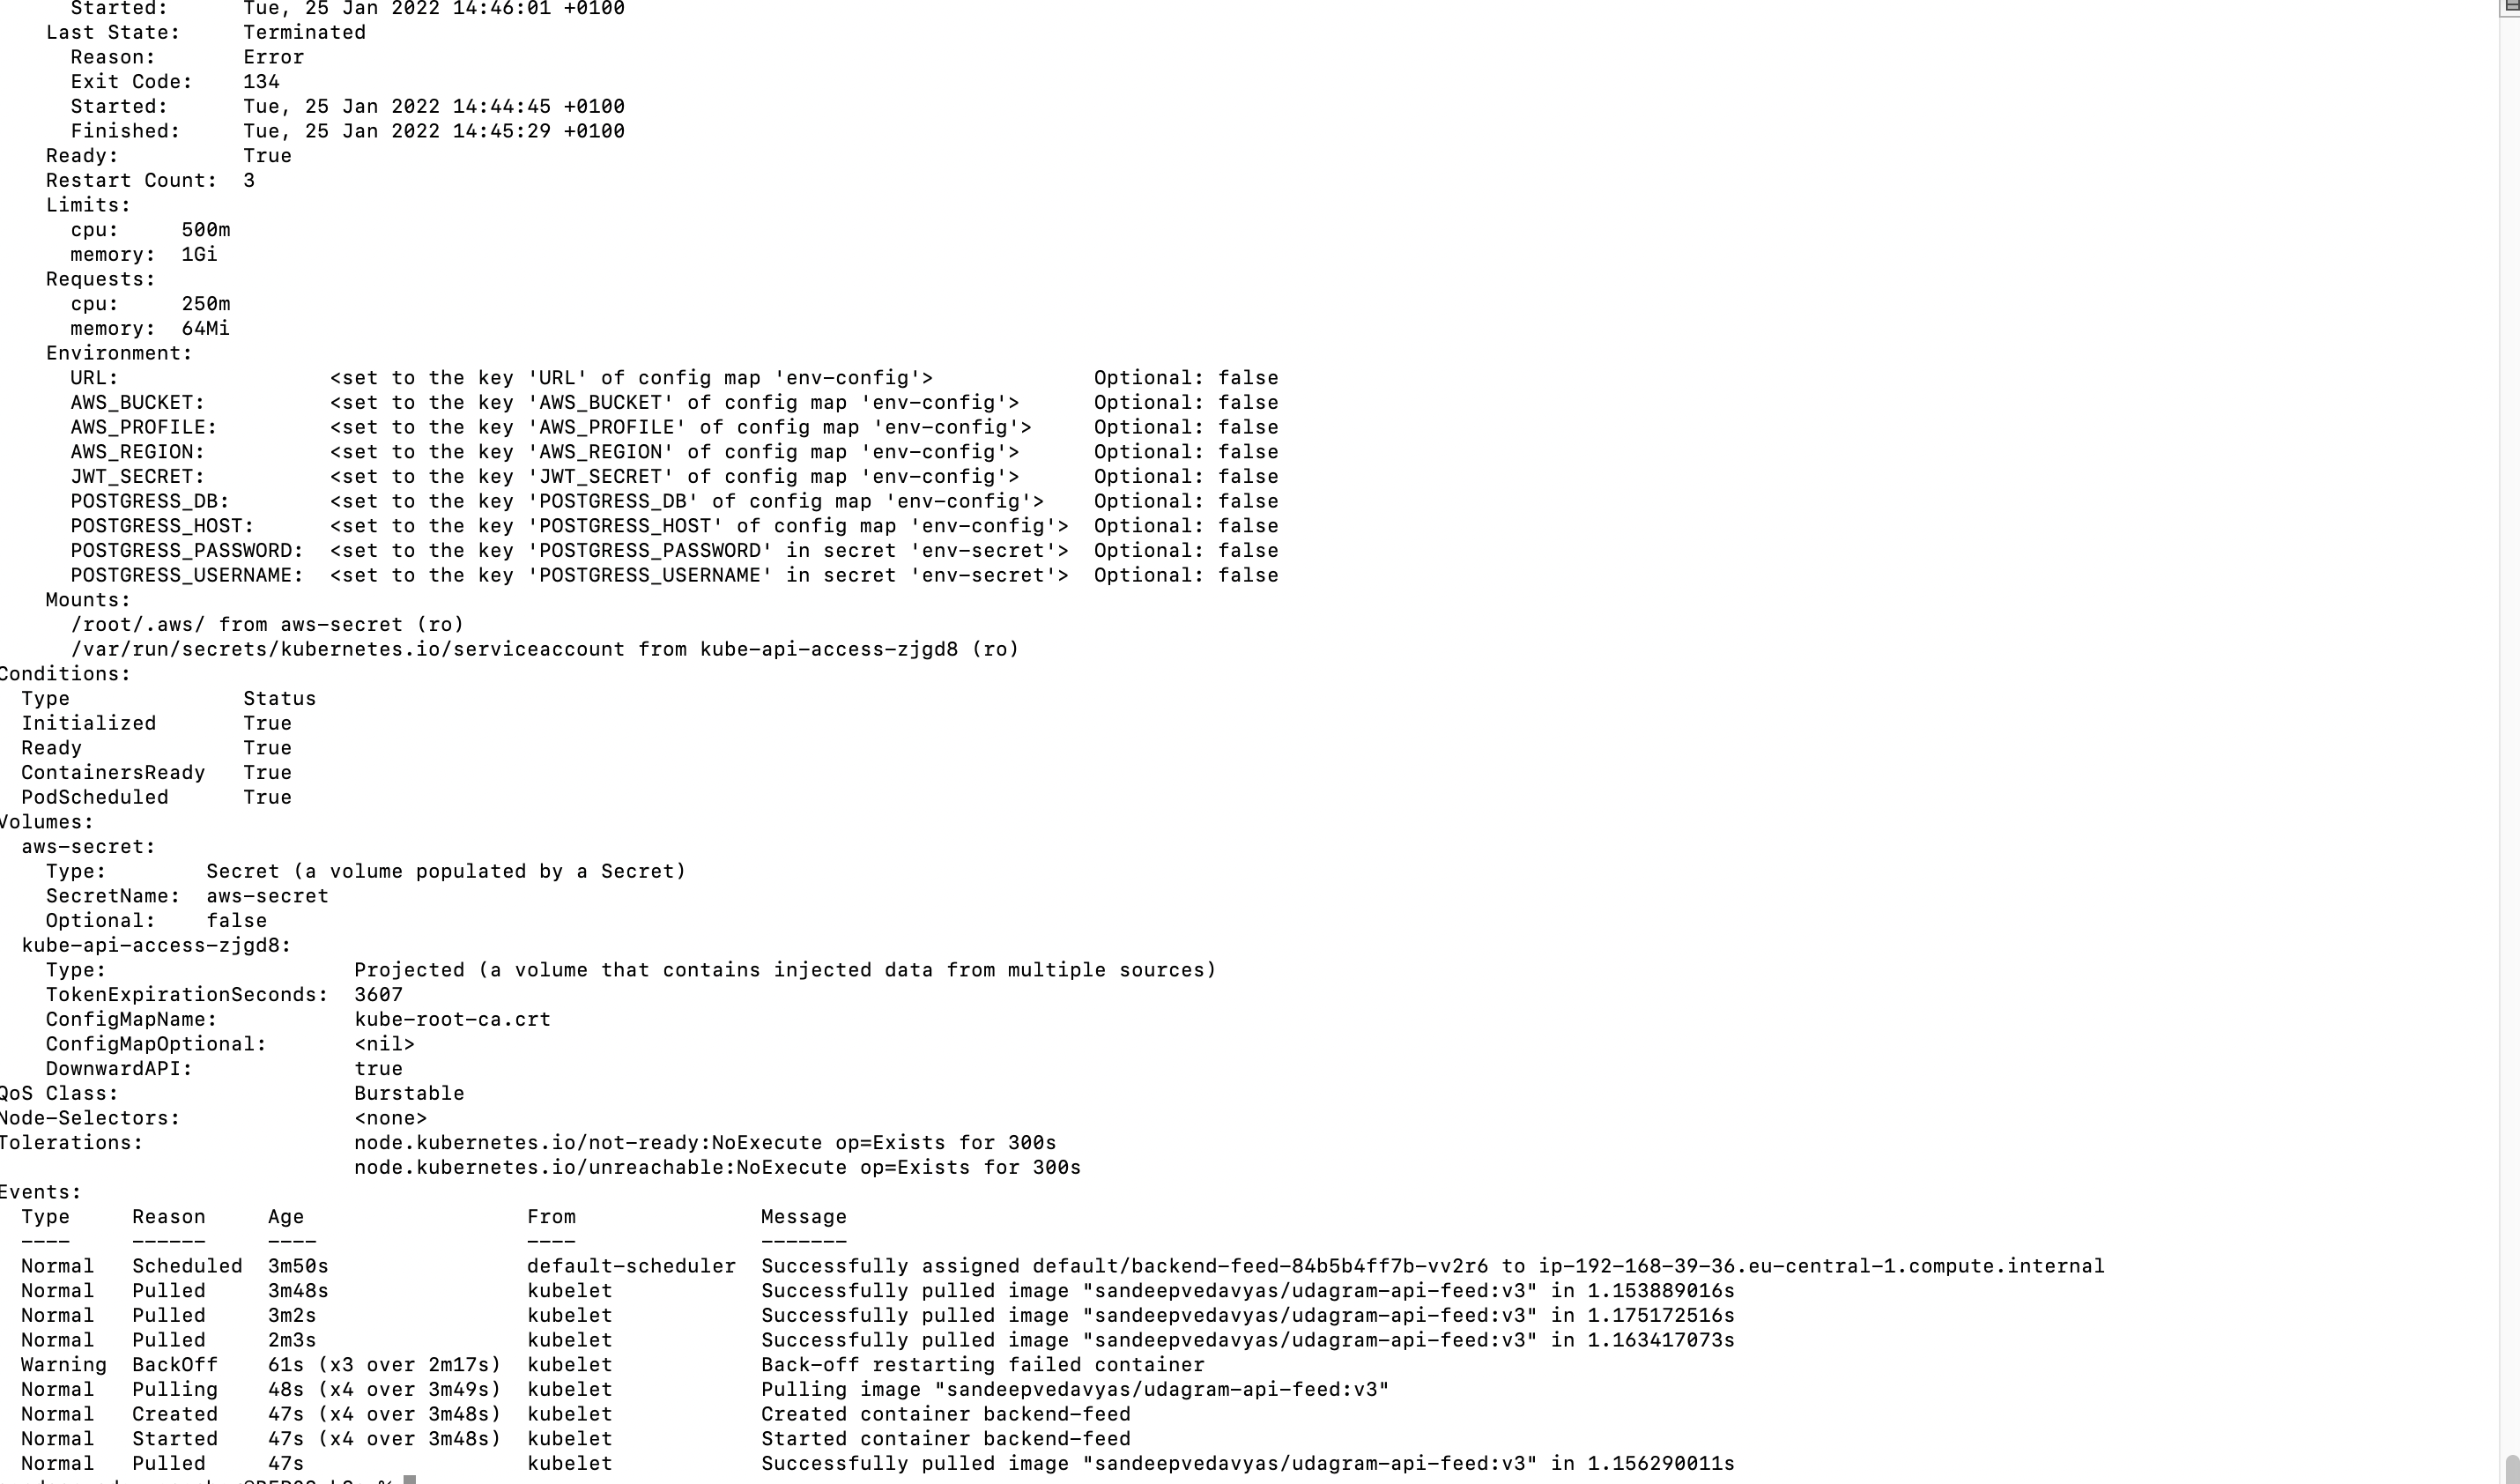 Started:      Tue, 25 Jan 2022 14:46:01 +0100
    Last State:     Terminated
      Reason:       Error
      Exit Code:    134
      Started:      Tue, 25 Jan 2022 14:44:45 +0100
      Finished:     Tue, 25 Jan 2022 14:45:29 +0100
    Ready:          True
    Restart Count:  3
    Limits:
      cpu:     500m
      memory:  1Gi
    Requests:
      cpu:     250m
      memory:  64Mi
    Environment:
      URL:                 <set to the key 'URL' of config map 'env-config'>             Optional: false
      AWS_BUCKET:          <set to the key 'AWS_BUCKET' of config map 'env-config'>      Optional: false
      AWS_PROFILE:         <set to the key 'AWS_PROFILE' of config map 'env-config'>     Optional: false
      AWS_REGION:          <set to the key 'AWS_REGION' of config map 'env-config'>      Optional: false
      JWT_SECRET:          <set to the key 'JWT_SECRET' of config map 'env-config'>      Optional: false
      POSTGRESS_DB:        <set to the key 'POSTGRESS_DB' of config map 'env-config'>    Optional: false
      POSTGRESS_HOST:      <set to the key 'POSTGRESS_HOST' of config map 'env-config'>  Optional: false
      POSTGRESS_PASSWORD:  <set to the key 'POSTGRESS_PASSWORD' in secret 'env-secret'>  Optional: false
      POSTGRESS_USERNAME:  <set to the key 'POSTGRESS_USERNAME' in secret 'env-secret'>  Optional: false
    Mounts:
      /root/.aws/ from aws-secret (ro)
      /var/run/secrets/kubernetes.io/serviceaccount from kube-api-access-zjgd8 (ro)
Conditions:
  Type              Status
  Initialized       True
  Ready             True
  ContainersReady   True
  PodScheduled      True
Volumes:
  aws-secret:
    Type:        Secret (a volume populated by a Secret)
    SecretName:  aws-secret
    Optional:    false
  kube-api-access-zjgd8:
    Type:                    Projected (a volume that contains injected data from multiple sources)
    TokenExpirationSeconds:  3607
    ConfigMapName:           kube-root-ca.crt
    ConfigMapOptional:       <nil>
    DownwardAPI:             true
QoS Class:                   Burstable
Node-Selectors:              <none>
Tolerations:                 node.kubernetes.io/not-ready:NoExecute op=Exists for 300s
                             node.kubernetes.io/unreachable:NoExecute op=Exists for 300s
Events:
  Type     Reason     Age                  From               Message
  ----     ------     ----                 ----               -------
  Normal   Scheduled  3m50s                default-scheduler  Successfully assigned default/backend-feed-84b5b4ff7b-vv2r6 to ip-192-168-39-36.eu-central-1.compute.internal
  Normal   Pulled     3m48s                kubelet            Successfully pulled image "sandeepvedavyas/udagram-api-feed:v3" in 1.153889016s
  Normal   Pulled     3m2s                 kubelet            Successfully pulled image "sandeepvedavyas/udagram-api-feed:v3" in 1.175172516s
  Normal   Pulled     2m3s                 kubelet            Successfully pulled image "sandeepvedavyas/udagram-api-feed:v3" in 1.163417073s
  Warning  BackOff    61s (x3 over 2m17s)  kubelet            Back-off restarting failed container
  Normal   Pulling    48s (x4 over 3m49s)  kubelet            Pulling image "sandeepvedavyas/udagram-api-feed:v3"
  Normal   Created    47s (x4 over 3m48s)  kubelet            Created container backend-feed
  Normal   Started    47s (x4 over 3m48s)  kubelet            Started container backend-feed
  Normal   Pulled     47s                  kubelet            Successfully pulled image "sandeepvedavyas/udagram-api-feed:v3" in 1.156290011s